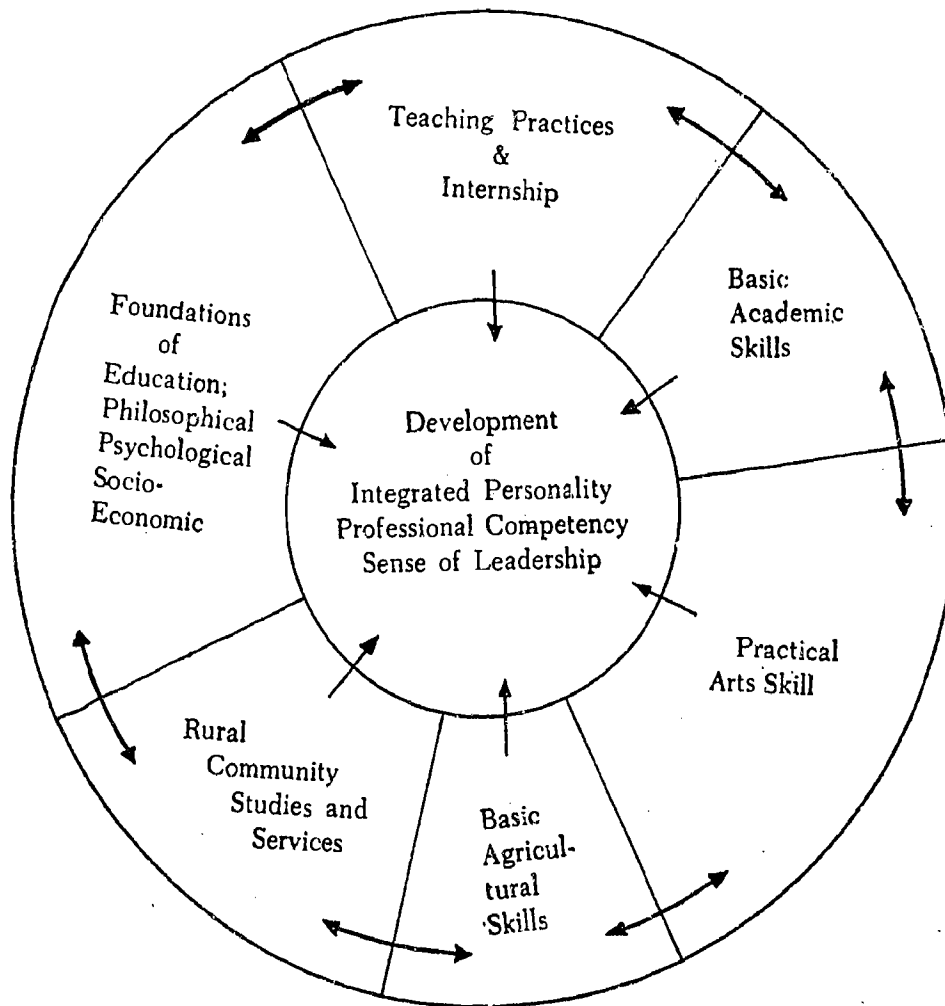 Teaching Practices
&
Internship
Basic
Academic
Skills
Foundations
of
Education;
Philosophical
Psychological
Socio-
Economic
Development
of
Integrated Personality
Professional Competency
Sense of Leadership
Practical
Arts Skill
Rural
Community
Studies and
Services
Basic
Agricul-
tural
Skills